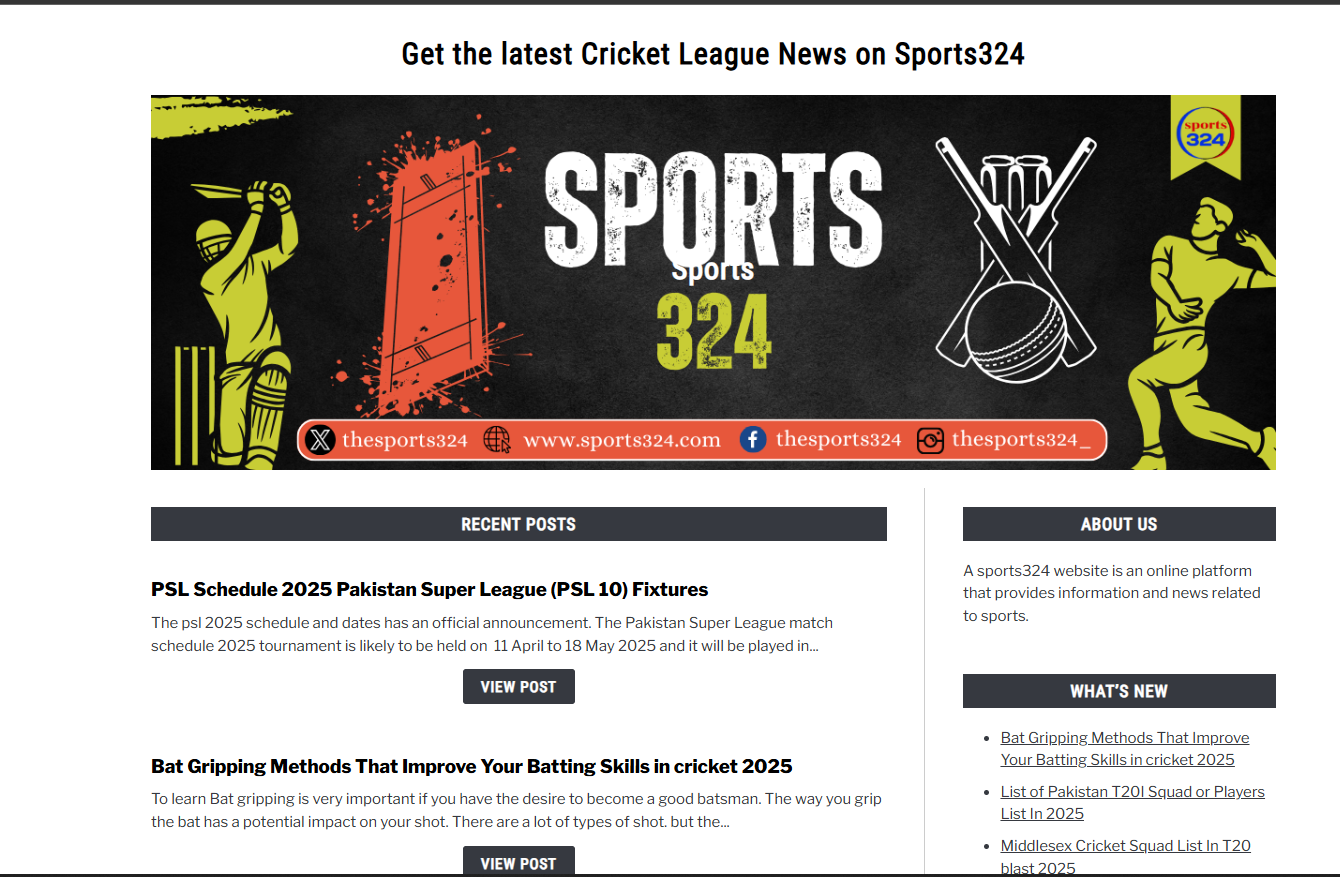 Get the latest Cricket League News on Sports324
sports
324
SPORTS
Sports
324
thesports324
www.sports324.com
thesports324
thesports324_
RECENT POSTS
PSL Schedule 2025 Pakistan Super League (PSL 10) Fixtures
The psl 2025 schedule and dates has an official announcement. The Pakistan Super League match
schedule 2025 tournament is likely to be held on  11 April to 18 May 2025 and it will be played in...
VIEW POST
Bat Gripping Methods That Improve Your Batting Skills in cricket 2025
To learn Bat gripping is very important if you have the desire to become a good batsman. The way you grip
the bat has a potential impact on your shot. There are a lot of types of shot. but the...
VIEW POST
ABOUT US
A sports324 website is an online platform
that provides information and news related
to sports.
WHAT'S NEW
Bat Gripping Methods That Improve
Your Batting Skills in cricket 2025
List of Pakistan T20I Squad or Players
List In 2025
Middlesex Cricket Squad List In T20
blast 2025